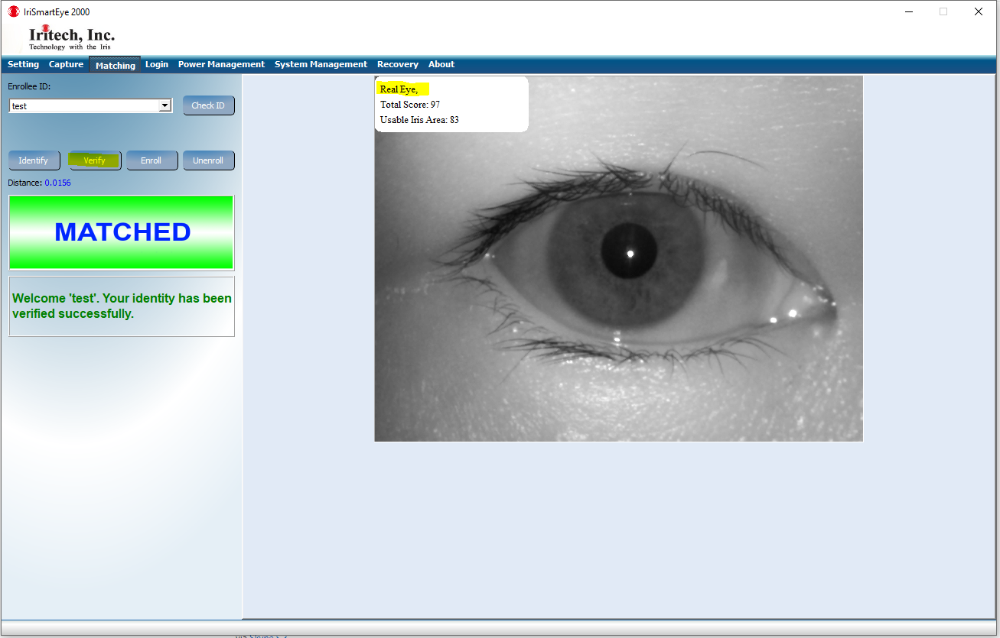 IriSmartEye 2000
Iritech, Inc.
Technology with the Iris
Setting Capture Matching Login Power Management System Management Recovery About
Enrollee ID:
test
Check ID
Identify Verify Enroll Unenroll
Distance: 0.0156
MATCHED
Welcome 'test'. Your identity has been
verified successfully.
Real Eye,
Total Score: 97
Usable Iris Area: 83